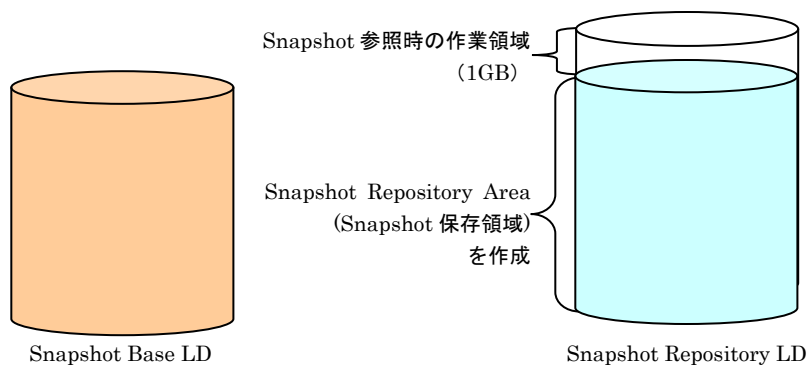 Snapshot 参照時の作業領域
（1GB）
Snapshot Repository Area
(Snapshot 保存領域)
を作成
Snapshot Base LD
Snapshot Repository LD